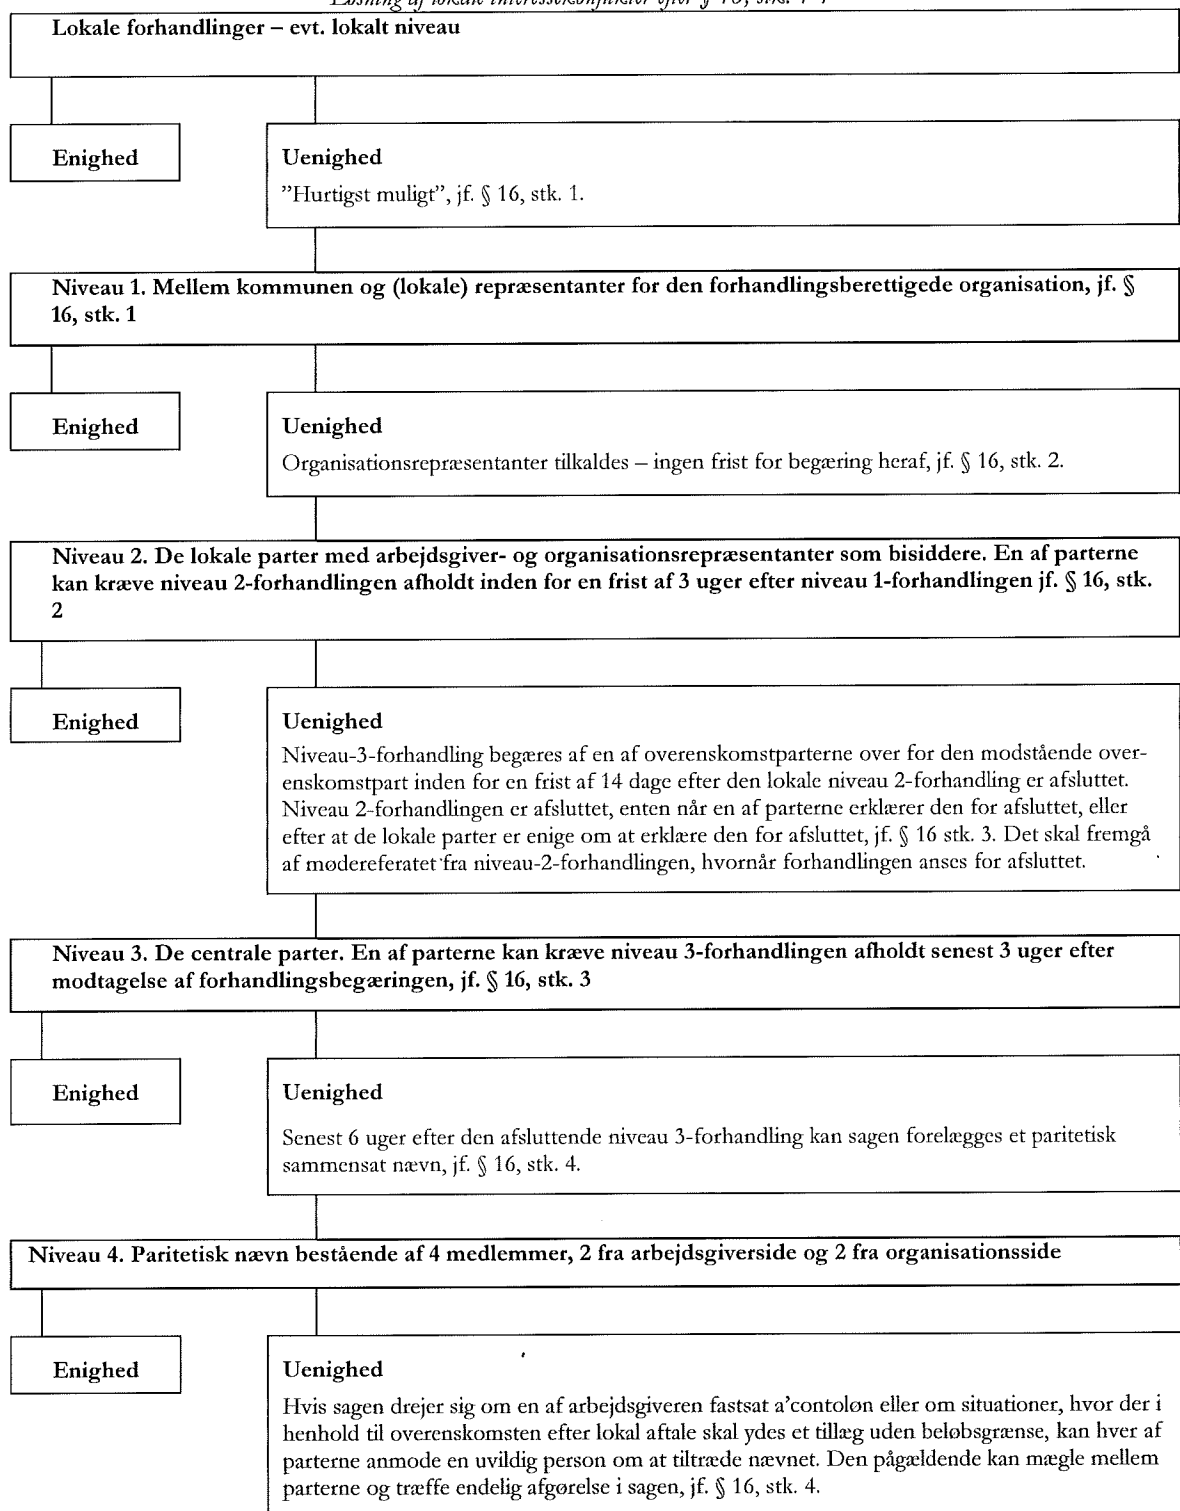 Løsning af lokale interessekonflikter efter § 16, stk. 1-4
Lokale forhandlinger – evt. lokalt niveau
Enighed
Uenighed
”Hurtigst muligt”, jf. § 16, stk. 1.
Niveau 1. Mellem kommunen og (lokale) repræsentanter for den forhandlingsberettigede organisation, jf. §
16, stk. 1
Enighed
Uenighed
Organisationsrepræsentanter tilkaldes – ingen frist for begæring heraf, jf. § 16, stk. 2.
Niveau 2. De lokale parter med arbejdsgiver- og organisationsrepræsentanter som bisiddere. En af parterne
kan kræve niveau 2-forhandlingen afholdt inden for en frist af 3 uger efter niveau 1-forhandlingen jf. § 16, stk.
2
Enighed
Uenighed
Niveau-3-forhandling begæres af en af overenskomstparterne over for den modstående over-
enskomstpart inden for en frist af 14 dage efter den lokale niveau 2-forhandling er afsluttet.
Niveau 2-forhandlingen er afsluttet, enten når en af parterne erklærer den for afsluttet, eller
efter at de lokale parter er enige om at erklære den for afsluttet, jf. § 16 stk. 3. Det skal fremgå
af mødereferatet fra niveau-2-forhandlingen, hvornår forhandlingen anses for afsluttet.
Niveau 3. De centrale parter. En af parterne kan kræve niveau 3-forhandlingen afholdt senest 3 uger efter
modtagelse af forhandlingsbegæringen, jf. § 16, stk. 3
Enighed
Uenighed
Senest 6 uger efter den afsluttende niveau 3-forhandling kan sagen forelægges et paritetisk
sammensat nævn, jf. § 16, stk. 4.
Niveau 4. Paritetisk nævn bestående af 4 medlemmer, 2 fra arbejdsgiverside og 2 fra organisationsside
Enighed
Uenighed
Hvis sagen drejer sig om en af arbejdsgiveren fastsat a'contoløn eller om situationer, hvor der i
henhold til overenskomsten efter lokal aftale skal ydes et tillæg uden beløbsgrænse, kan hver af
parterne anmode en uvildig person om at tiltræde nævnet. Den pågældende kan mægle mellem
parterne og træffe endelig afgørelse i sagen, jf. § 16, stk. 4.